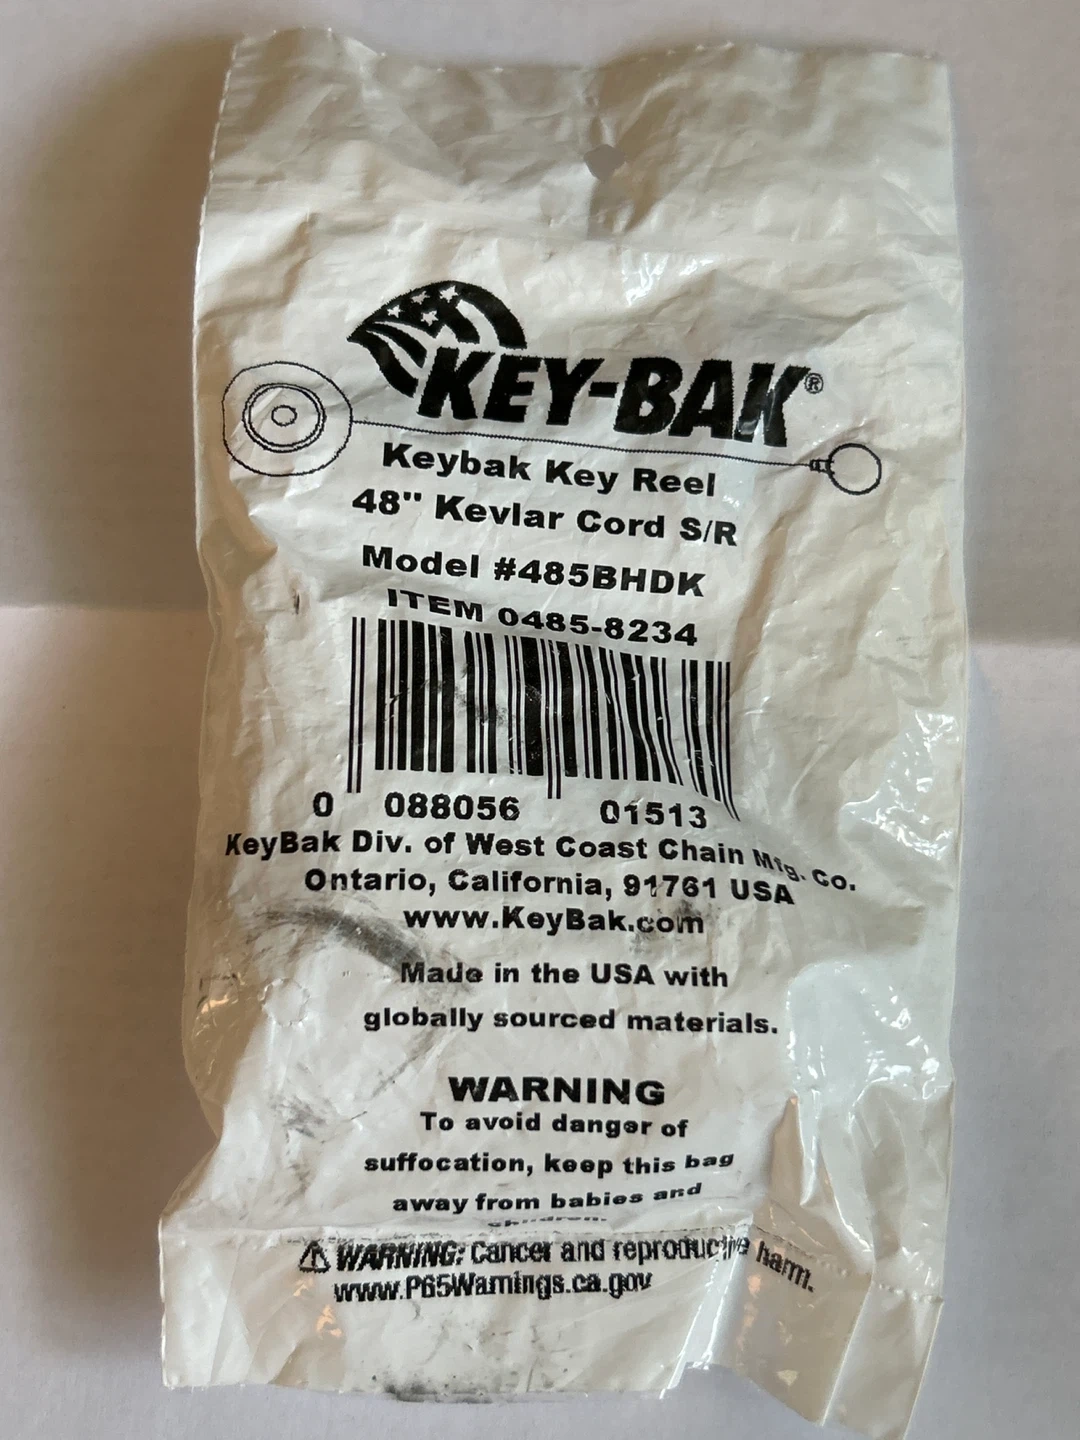 KEY-BAK®
Keybak Key Reel
48" Kevlar Cord S/R
Model #485BHDK
ITEM 0485-8234
0 088056 01513
KeyBak Div. of West Coast Chain Mfg. Co.
Ontario, California, 91761 USA
www.KeyBak.com
Made in the USA with
globally sourced materials.
WARNING
To avoid danger of
suffocation, keep this bag
away from babies and
children.
⚠ WARNING: Cancer and reproductive harm.
www.P65Warnings.ca.gov